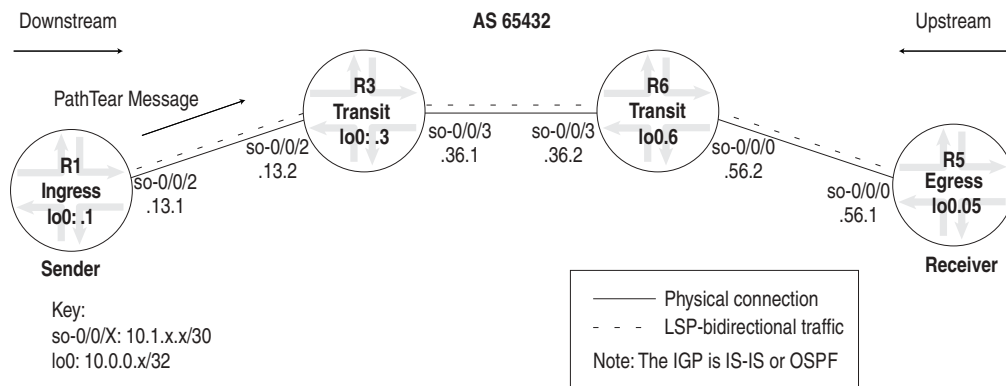 Downstream
AS 65432
Upstream
PathTear Message
R3
Transit
lo0: .3
R6
Transit
lo0.6
R1
Ingress
lo0: .1
so-0/0/2
.13.1
so-0/0/2
.13.2
so-0/0/3
.36.1
so-0/0/3
.36.2
so-0/0/0
.56.2
so-0/0/0
.56.1
R5
Egress
lo0.05
Sender
Receiver
Key:
so-0/0/X: 10.1.x.x/30
lo0: 10.0.0.x/32
Physical connection
LSP-bidirectional traffic
Note: The IGP is IS-IS or OSPF